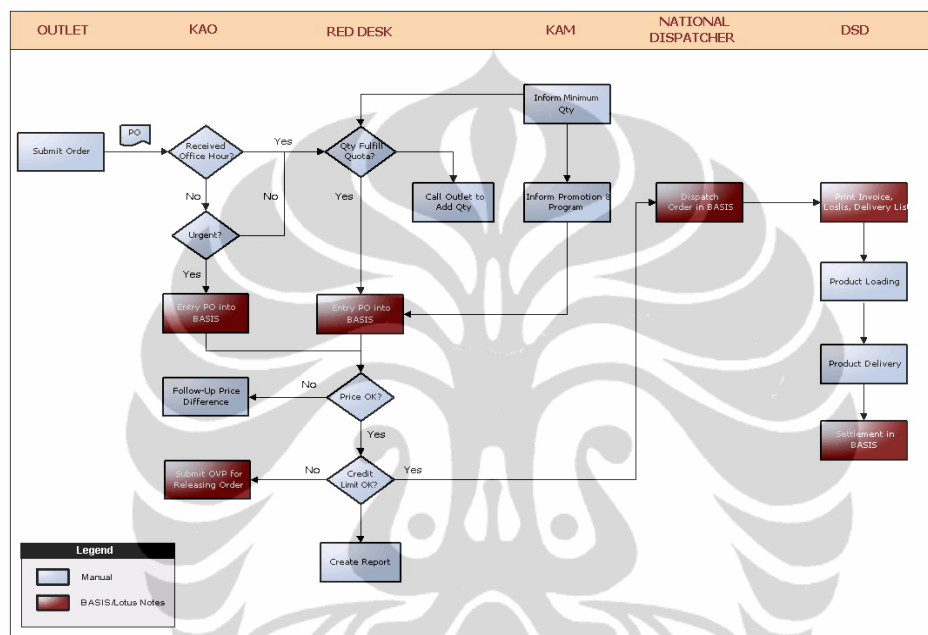 OUTLET
KAO
RED DESK
KAM
NATIONAL
DISPATCHER
DSD
Inform Minimum
Qty
PO
Submit Order
Received
Office Hour?
Yes
Qty Fulfill
Quota?
No
No
Yes
Call Outlet to
Add Qty
Inform Promotion &
Program
Dispatch
Order in BASIS
Print Invoice,
Loslis, Delivery List
Urgent?
Yes
Product Loading
Entry PO into
BASIS
Entry PO into
BASIS
Product Delivery
Follow-Up Price
Difference
No
Price OK?
Yes
Settlement in
BASIS
Submit OVP for
Releasing Order
No
Credit
Limit OK?
Yes
Create Report
Legend
Manual
BASIS/Lotus Notes